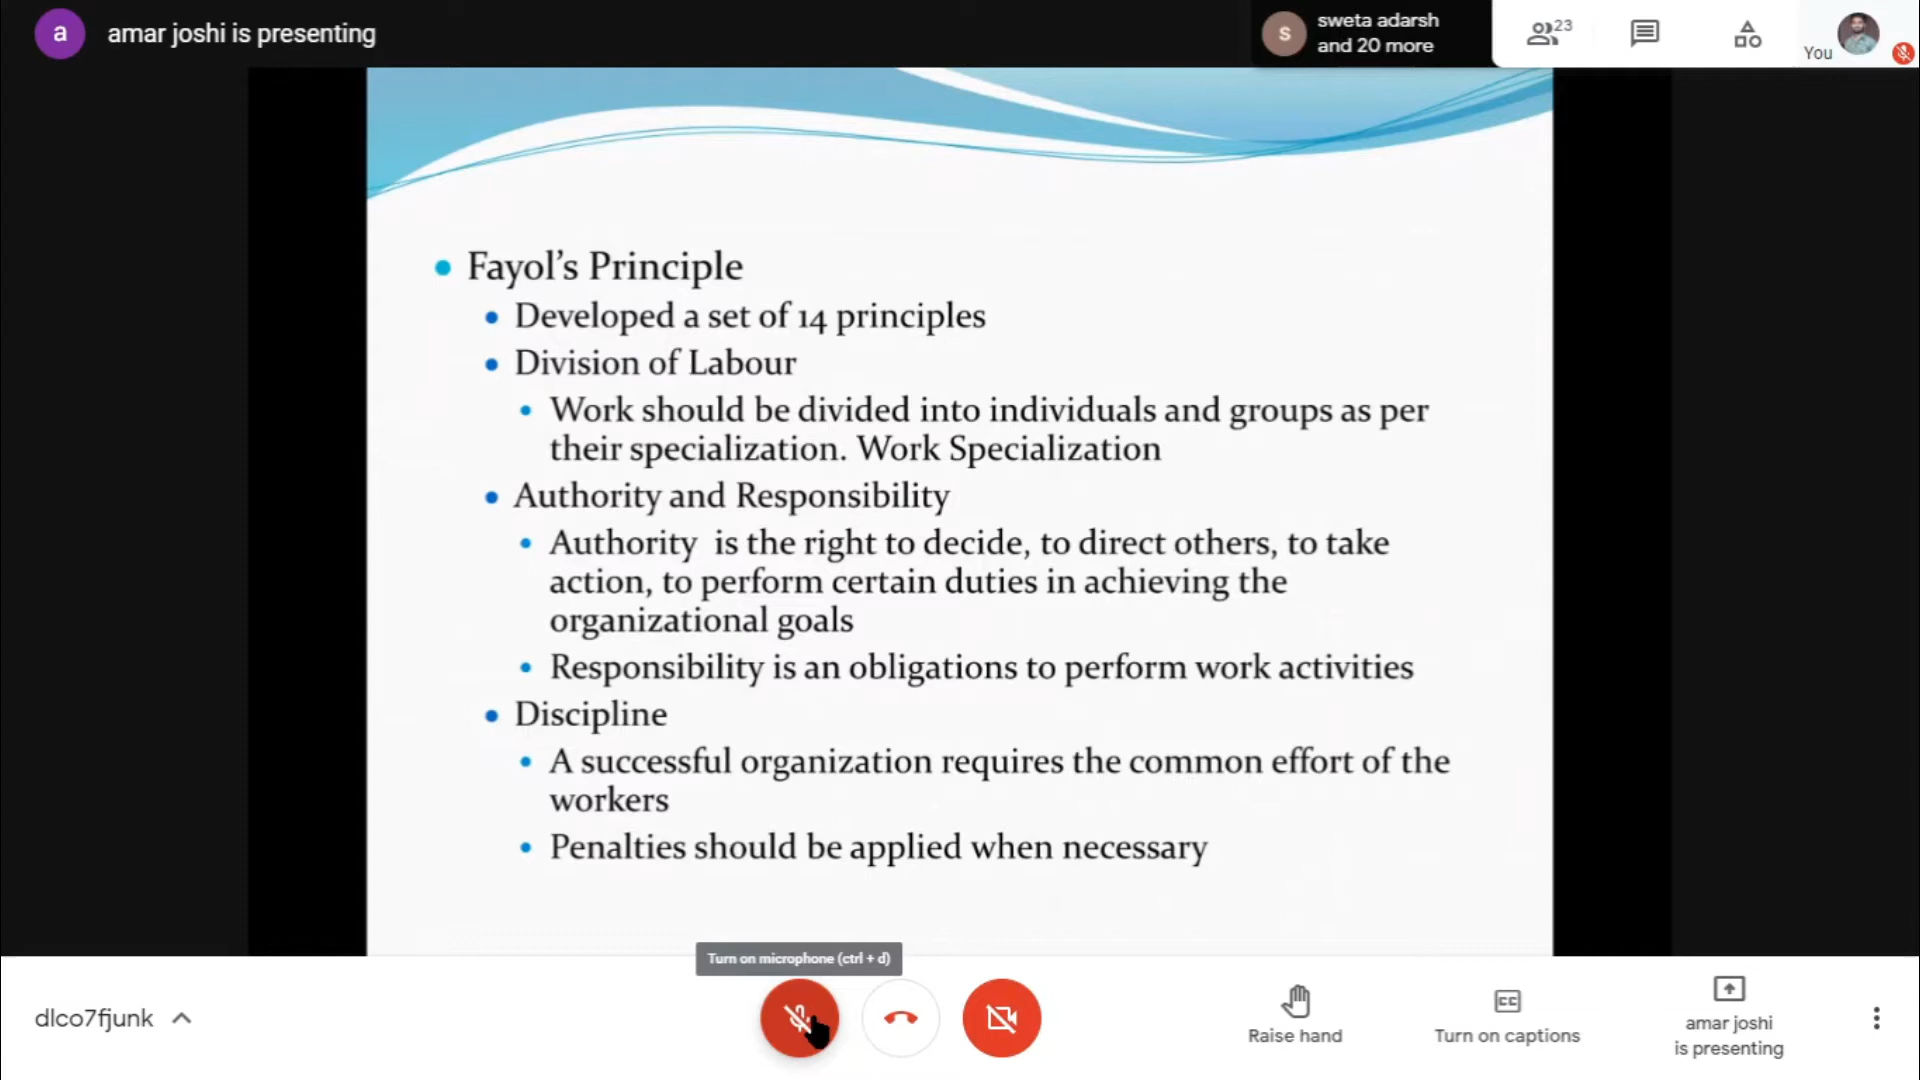 a
amar joshi is presenting
s
sweta adarsh
and 20 more
23
You
Fayol's Principle
Developed a set of 14 principles
Division of Labour
Work should be divided into individuals and groups as per
their specialization. Work Specialization
Authority and Responsibility
Authority is the right to decide, to direct others, to take
action, to perform certain duties in achieving the
organizational goals
Responsibility is an obligations to perform work activities
Discipline
A successful organization requires the common effort of the
workers
Penalties should be applied when necessary
Turn on microphone (ctrl + d)
dlco7fjunk
Raise hand
CC
Turn on captions
amar joshi
is presenting